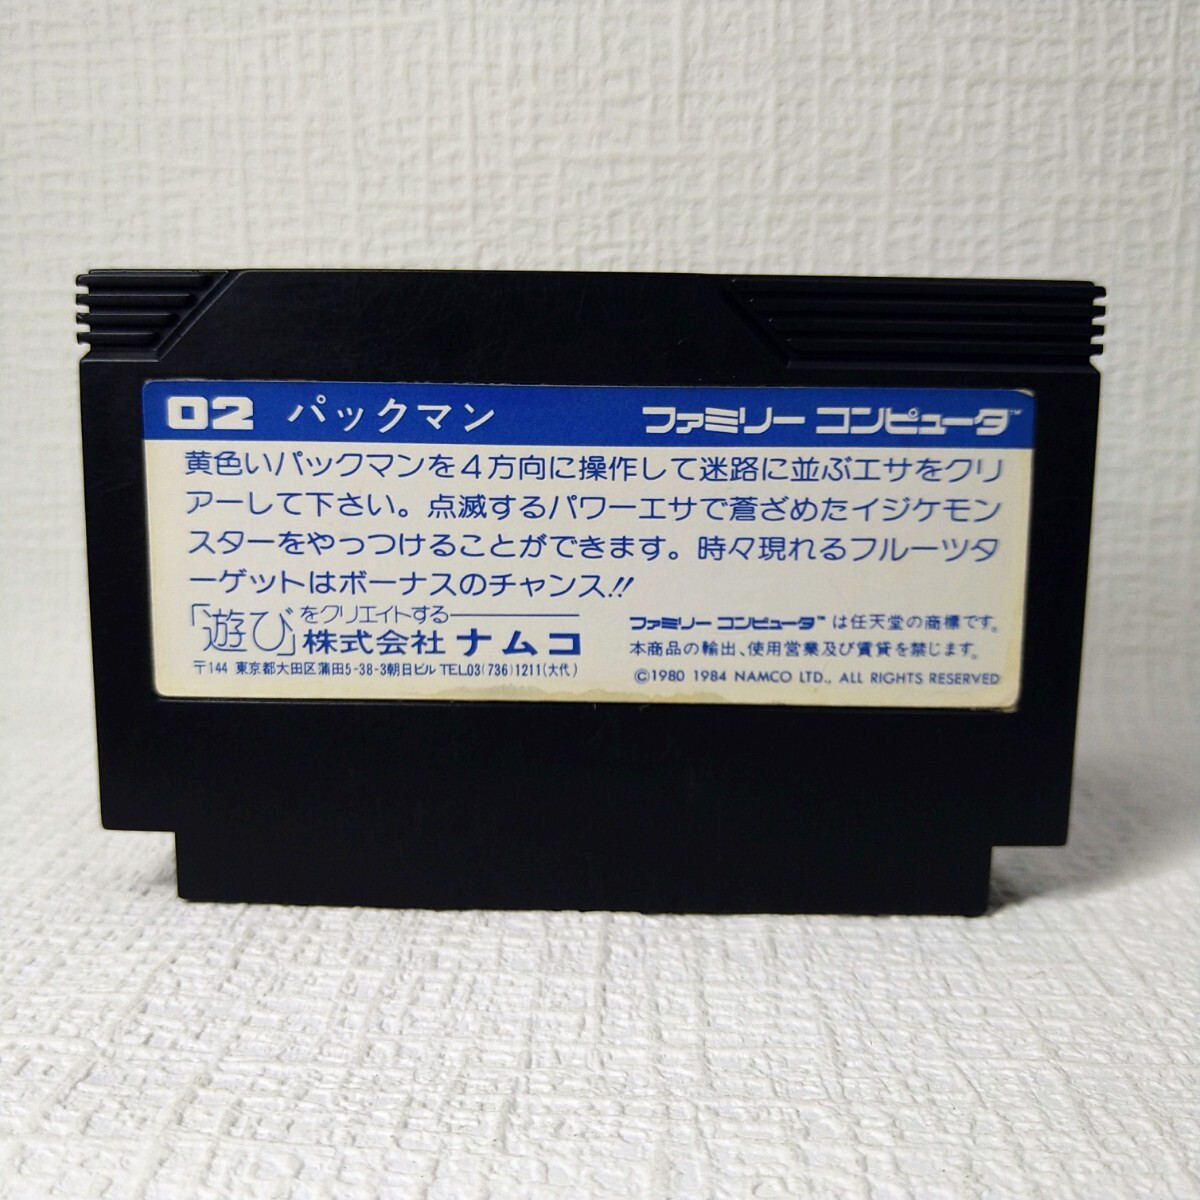 02 パックマン ファミリー コンピュータ™
黄色いパックマンを4方向に操作して迷路に並ぶエサをクリ
アーして下さい。点滅するパワーエサで蒼ざめたイジケモン
スターをやっつけることができます。時々現れるフルーツタ
ーゲットはボーナスのチャンス!!
「遊び」をクリエイトする
株式会社 ナムコ
〒144 東京都大田区蒲田5-38-3朝日ビル TEL.03(736)1211(大代)
ファミリー コンピュータ™ は任天堂の商標です。
本商品の輸出、使用営業及び賃貸を禁じます。
©1980 1984 NAMCO LTD., ALL RIGHTS RESERVED